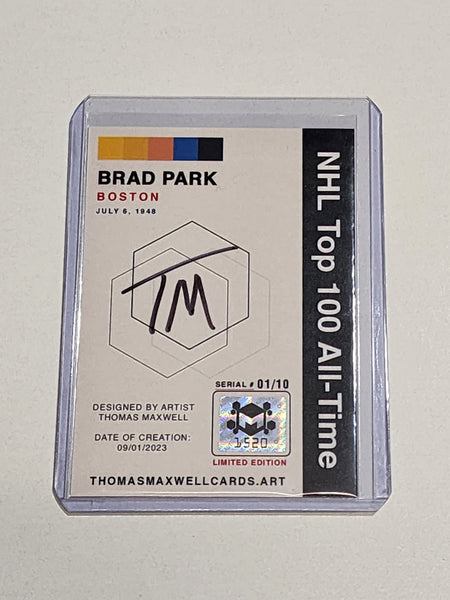 BRAD PARK
BOSTON
JULY 6, 1948
TM
SERIAL # 01/10
1520
LIMITED EDITION
DESIGNED BY ARTIST
THOMAS MAXWELL
DATE OF CREATION:
09/01/2023
THOMASMAXWELLCARDS.ART
NHL Top 100 All-Time